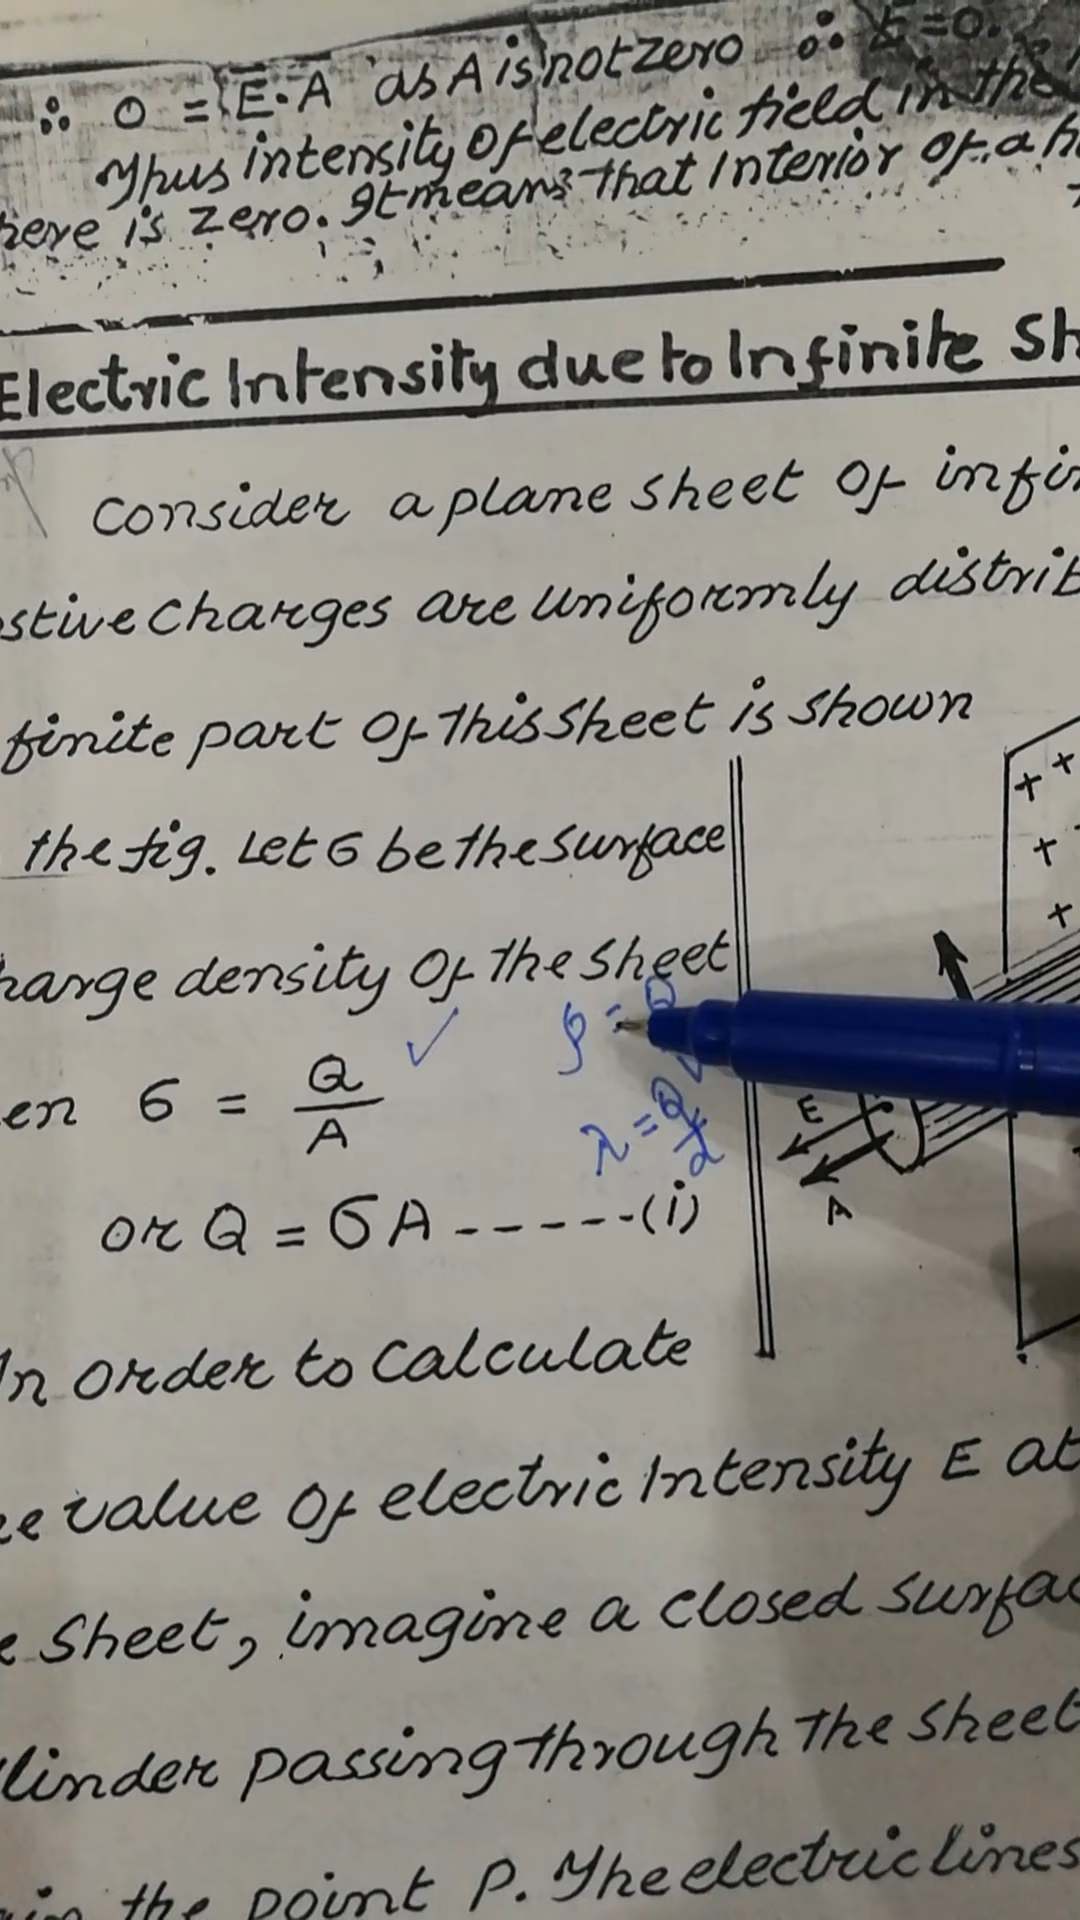 ∴ 0 = E.A as A is not zero ∴ E=0.
Thus intensity of electric field in the
here is zero. It means that Interior of a h
Electric Intensity due to Infinite Sh
Consider a plane sheet of infin
stive Charges are uniformly distrib
finite part of this sheet is shown
the fig. Let σ be the surface
harge density of the sheet
ρ = Q
en σ = Q/A
λ = Q/L
or Q = σA ------(i)
In order to Calculate
e value of electric Intensity E at
e Sheet, imagine a closed surfac
linder passing through the sheet
in the point P. The electric lines
+ +
+
+
E
A